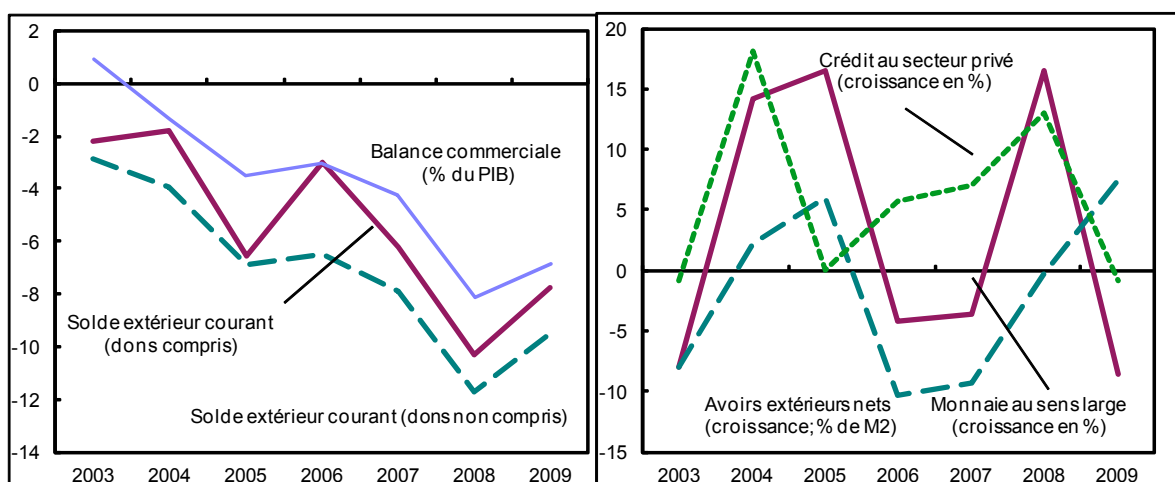 2
0
-2
-4
-6
-8
-10
-12
-14
2003 2004 2005 2006 2007 2008 2009
Balance commerciale
(% du PIB)
Solde extérieur courant
(dons compris)
Solde extérieur courant (dons non compris)
20
15
10
5
0
-5
-10
-15
2003 2004 2005 2006 2007 2008 2009
Crédit au secteur privé
(croissance en %)
Avoirs extérieurs nets
(croissance; % de M2)
Monnaie au sens large
(croissance en %)